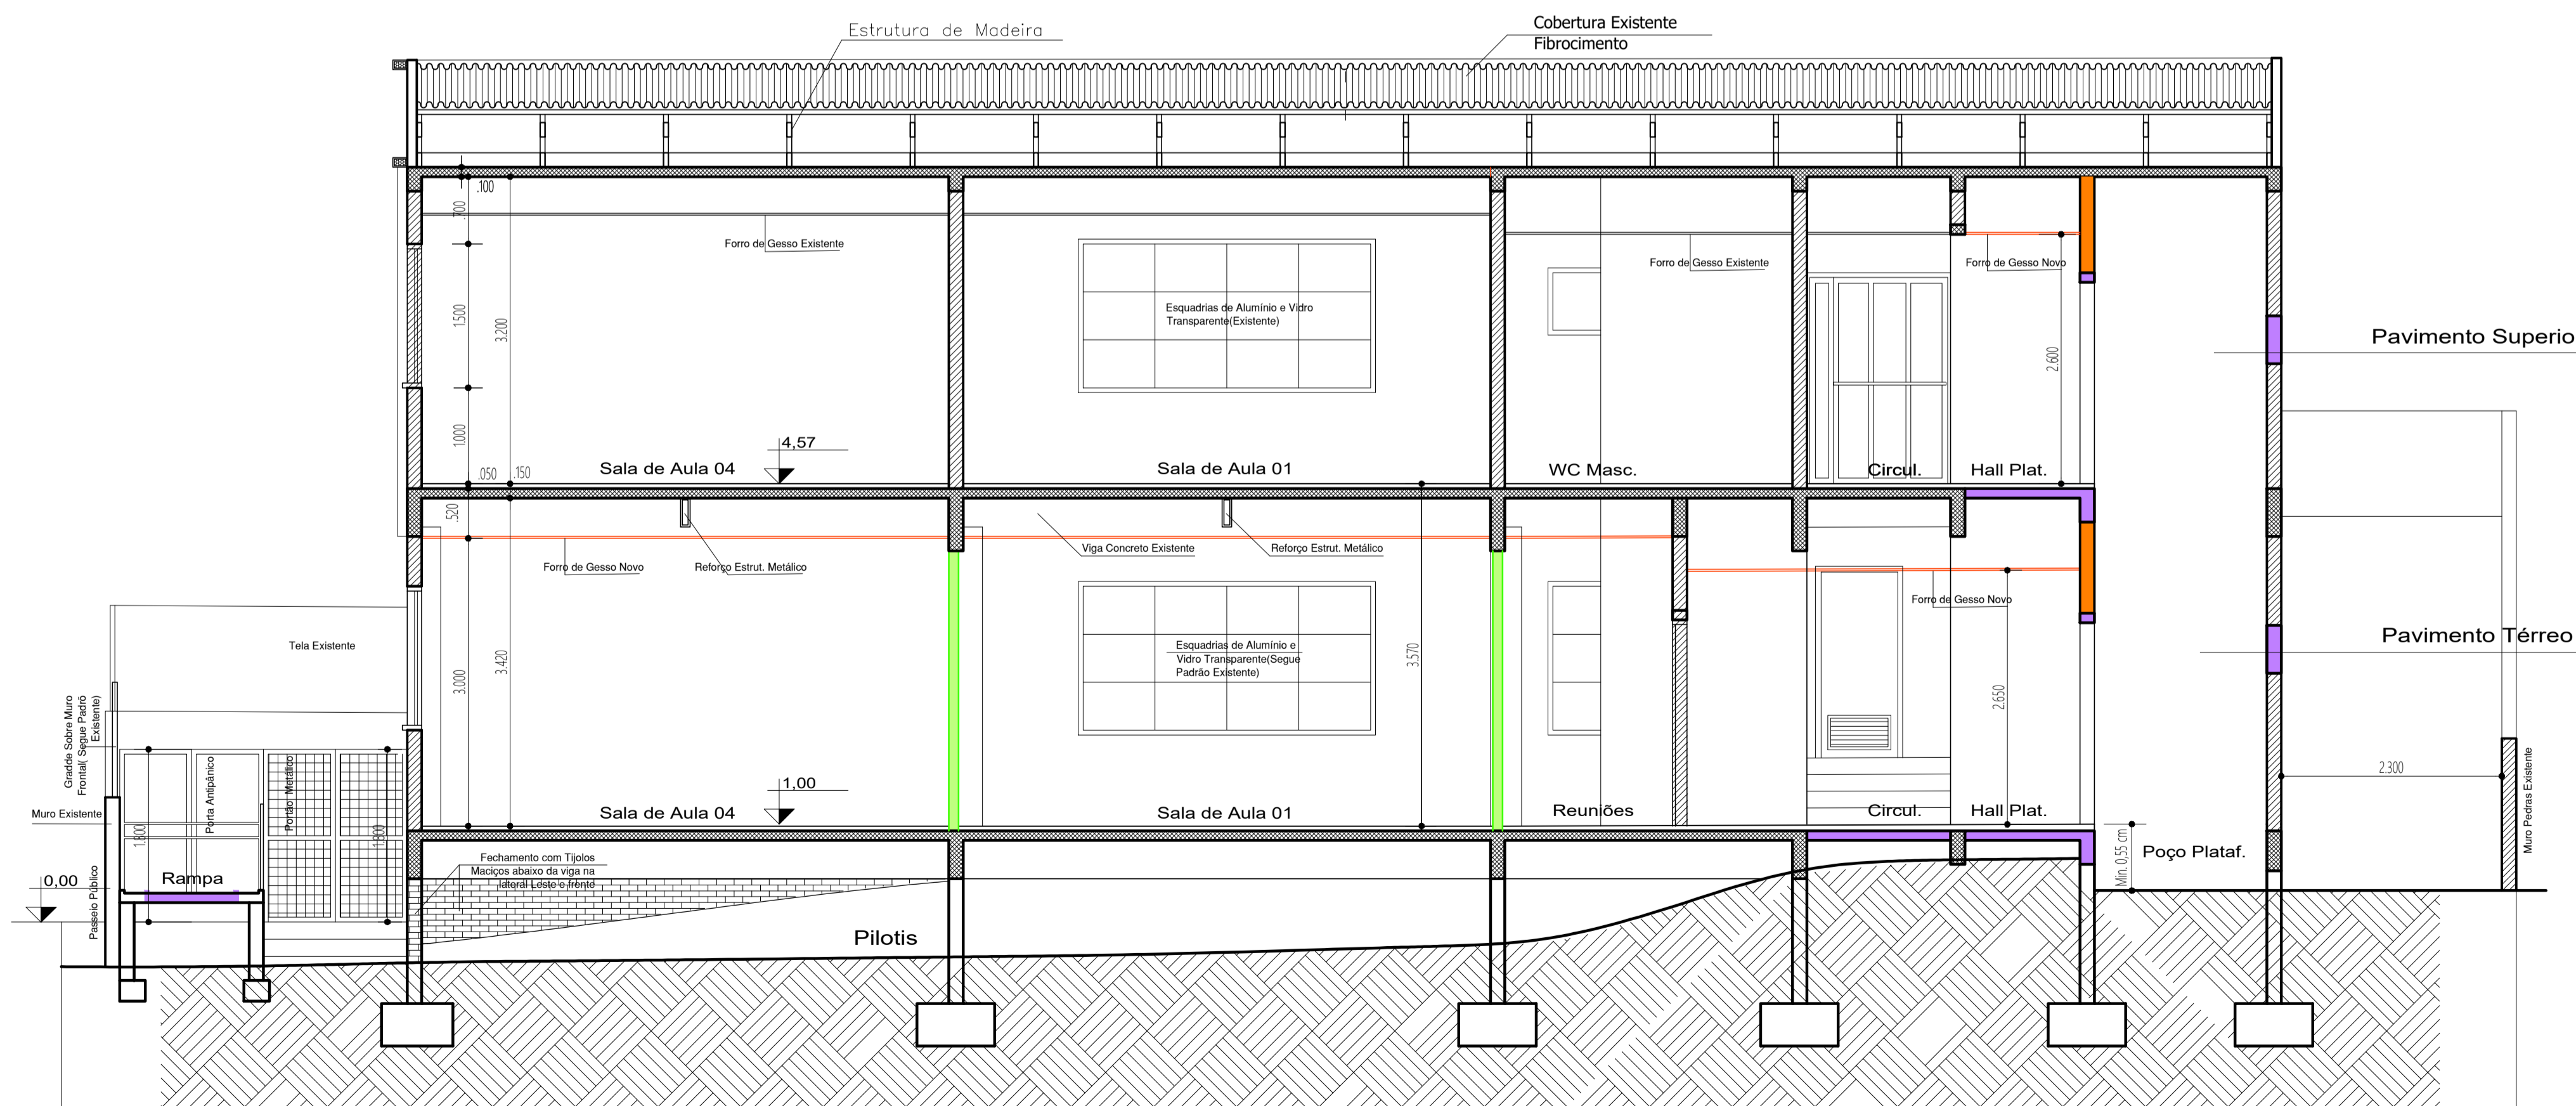 Estrutura de Madeira
Cobertura Existente
Fibrocimento
.100
.700
Forro de Gesso Existente
Forro de Gesso Existente
Forro de Gesso Novo
1.500
3.200
Esquadrias de Alumínio e Vidro
Transparente(Existente)
2.600
Pavimento Superio
1.000
4,57
.050
.150
Sala de Aula 04
Sala de Aula 01
WC Masc.
Circul.
Hall Plat.
.520
Viga Concreto Existente
Reforço Estrut. Metálico
Forro de Gesso Novo
Reforço Estrut. Metálico
Forro de Gesso Novo
Tela Existente
Esquadrias de Alumínio e
Vidro Transparente(Segue
Padrão Existente)
3.000
3.420
3.570
2.650
Pavimento Térreo
Gradde Sobre Muro
Frontal( Segue Padrõ
Existente)
Muro Existente
1.800
Porta Antipânico
Portão Metálico
1.800
1,00
Sala de Aula 04
Sala de Aula 01
Reuniões
Circul.
Hall Plat.
2.300
Muro Pedras Existente
Min. 0,55 cm
Poço Plataf.
Fechamento com Tijolos
Maciços abaixo da viga na
lateral Leste e frente
0,00
Passeio Público
Rampa
Pilotis